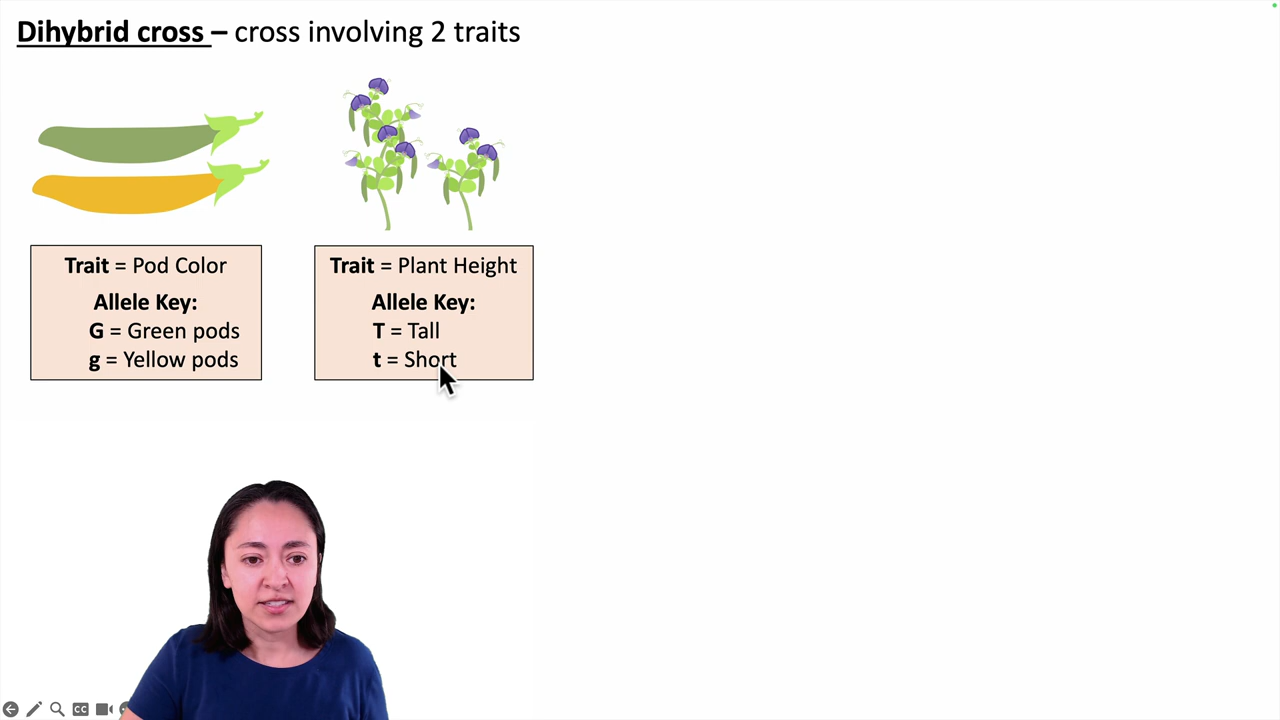 Dihybrid cross – cross involving 2 traits
Trait = Pod Color
Allele Key:
G = Green pods
g = Yellow pods
Trait = Plant Height
Allele Key:
T = Tall
t = Short
CC